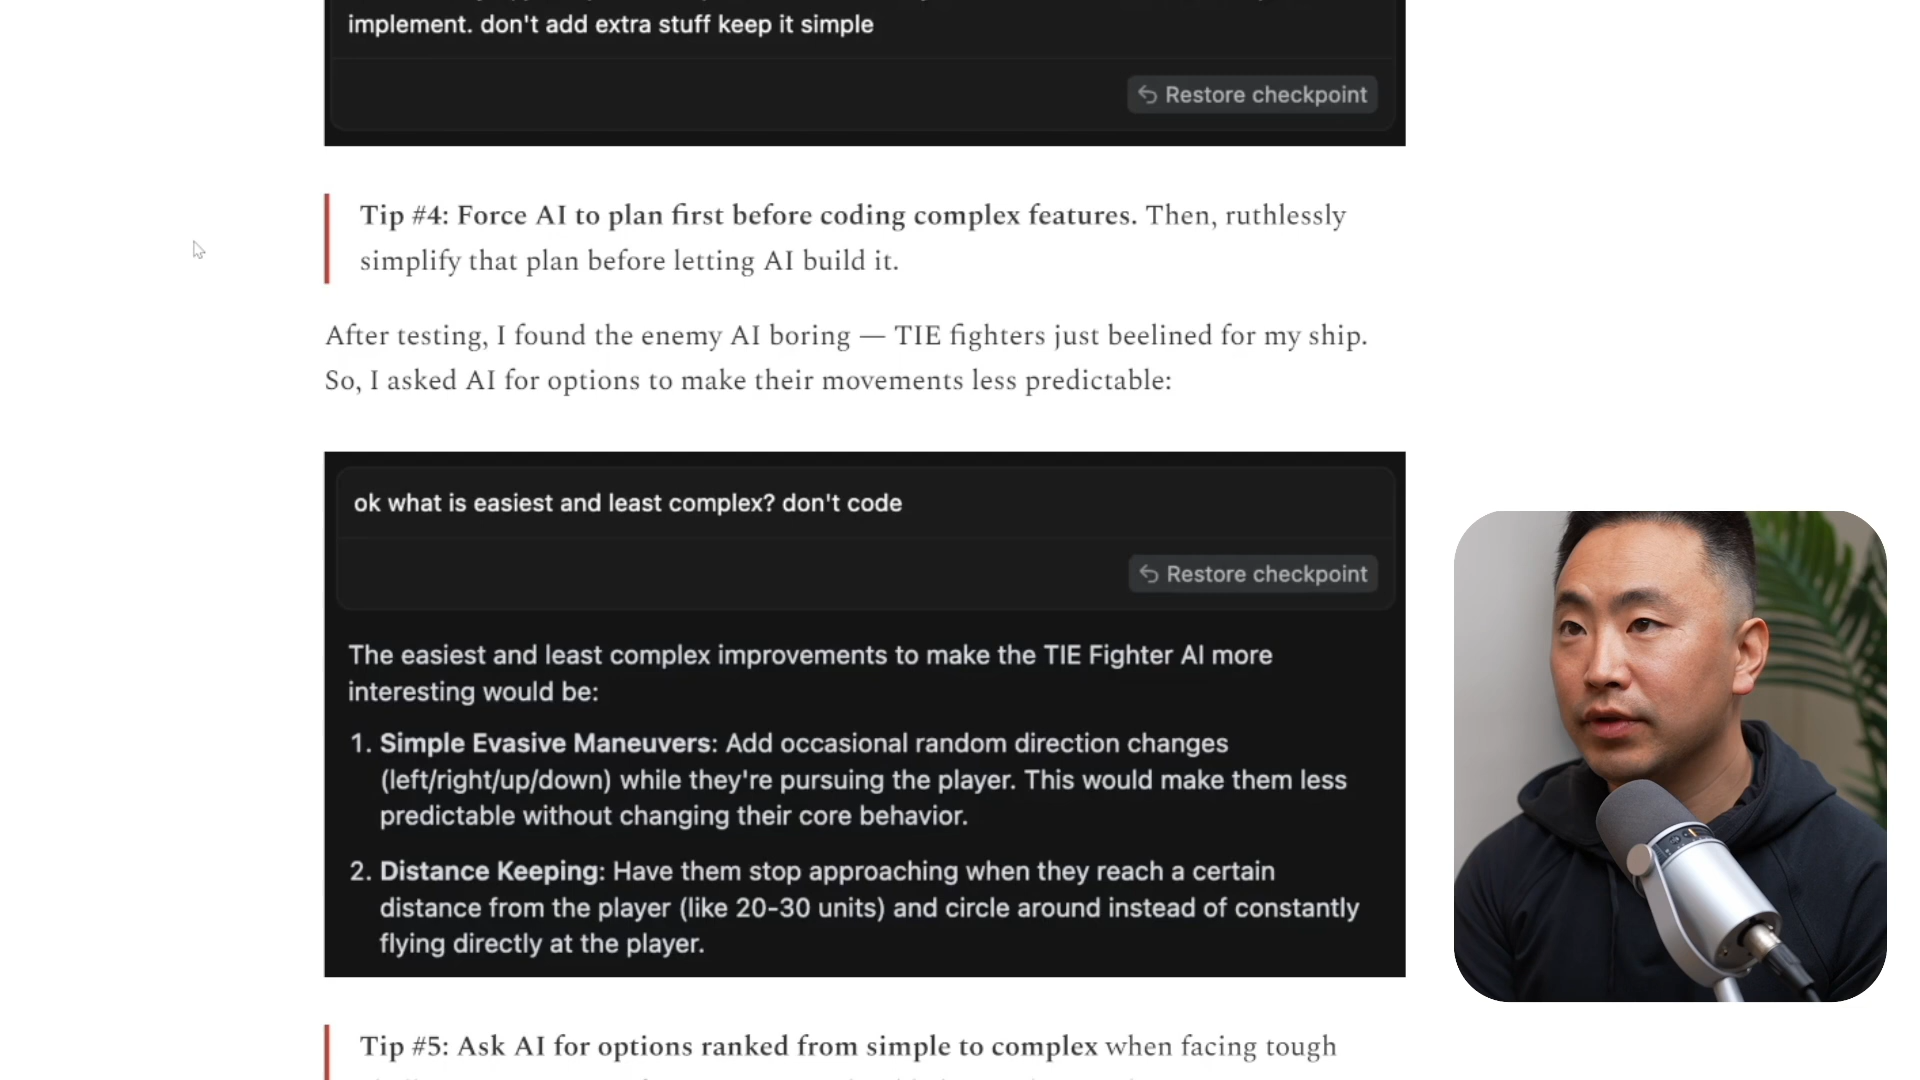 implement. don't add extra stuff keep it simple
Restore checkpoint
Tip #4: Force AI to plan first before coding complex features. Then, ruthlessly
simplify that plan before letting AI build it.
After testing, I found the enemy AI boring — TIE fighters just beelined for my ship.
So, I asked AI for options to make their movements less predictable:
ok what is easiest and least complex? don't code
Restore checkpoint
The easiest and least complex improvements to make the TIE Fighter AI more
interesting would be:
1. Simple Evasive Maneuvers: Add occasional random direction changes
(left/right/up/down) while they're pursuing the player. This would make them less
predictable without changing their core behavior.
2. Distance Keeping: Have them stop approaching when they reach a certain
distance from the player (like 20-30 units) and circle around instead of constantly
flying directly at the player.
Tip #5: Ask AI for options ranked from simple to complex when facing tough